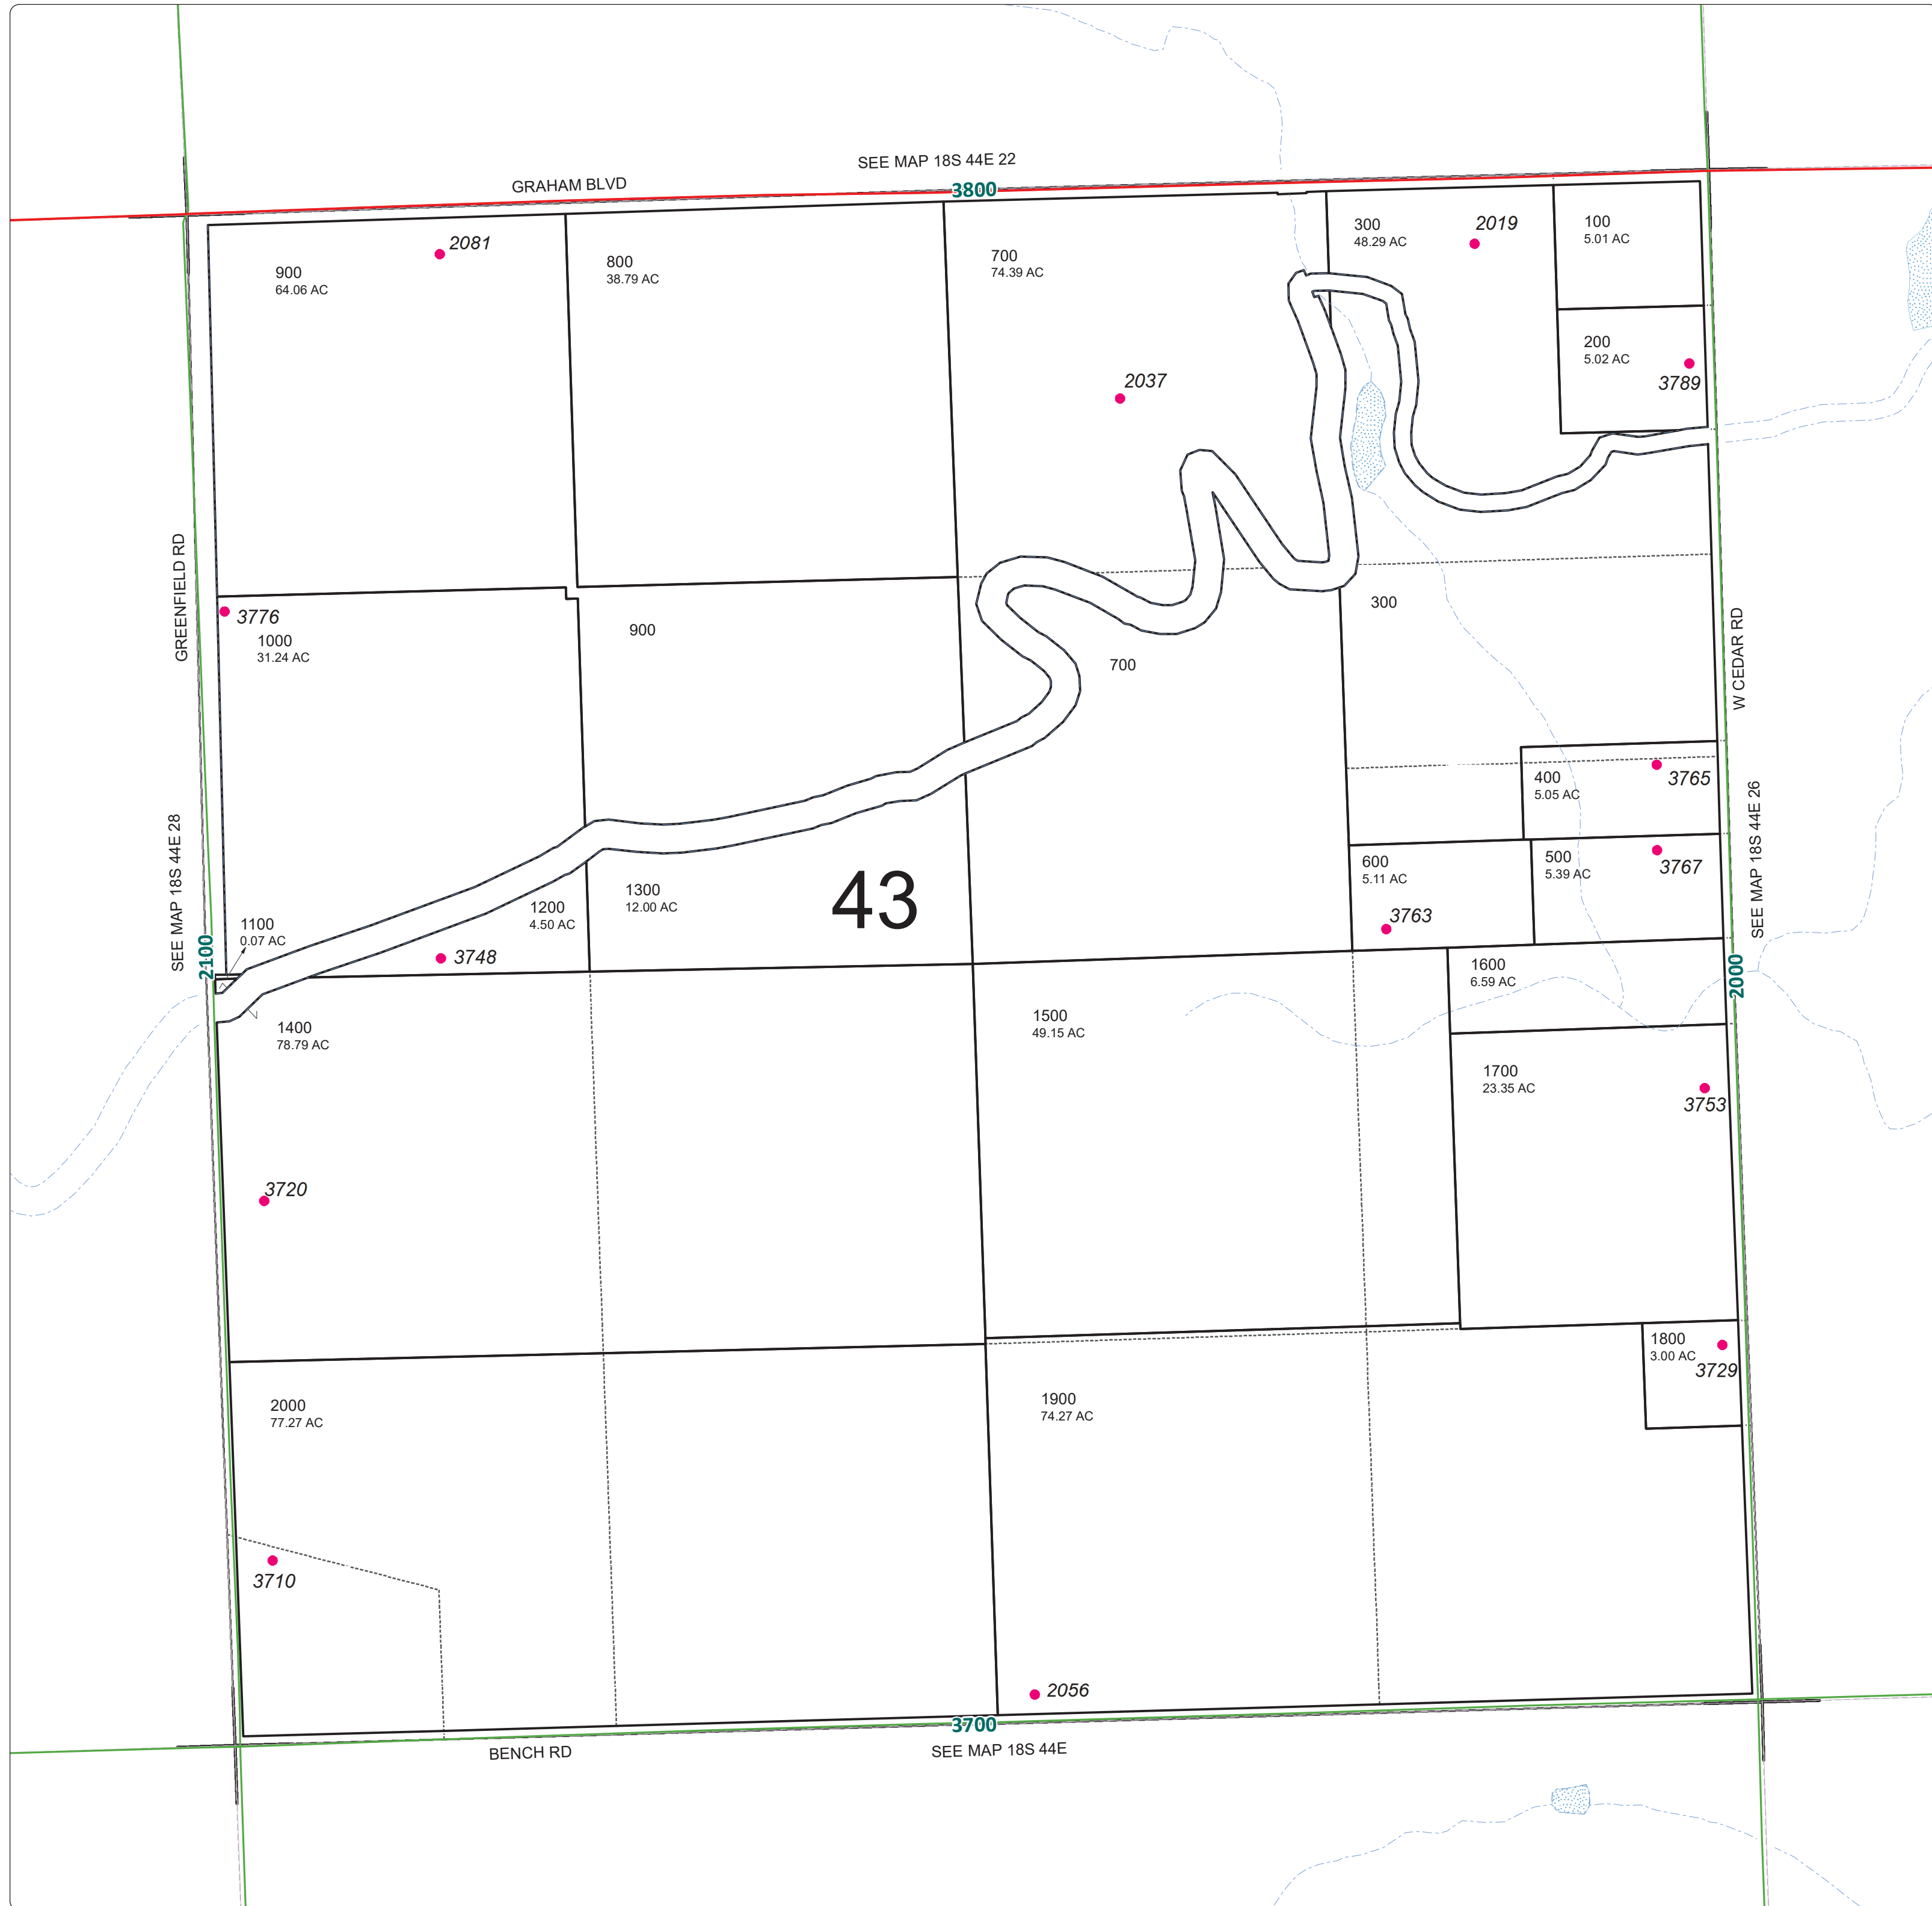 SEE MAP 18S 44E 22
GRAHAM BLVD
3800
900
64.06 AC
2081
800
38.79 AC
700
74.39 AC
300
48.29 AC
2019
100
5.01 AC
200
5.02 AC
3789
2037
GREENFIELD RD
3776
1000
31.24 AC
900
700
300
W CEDAR RD
400
5.05 AC
3765
SEE MAP 18S 44E 28
SEE MAP 18S 44E 26
600
5.11 AC
500
5.39 AC
3767
3763
1300
12.00 AC
43
1200
4.50 AC
1100
0.07 AC
3748
2100
2000
1600
6.59 AC
1400
78.79 AC
1500
49.15 AC
1700
23.35 AC
3753
3720
1800
3.00 AC
3729
2000
77.27 AC
1900
74.27 AC
3710
2056
3700
BENCH RD
SEE MAP 18S 44E